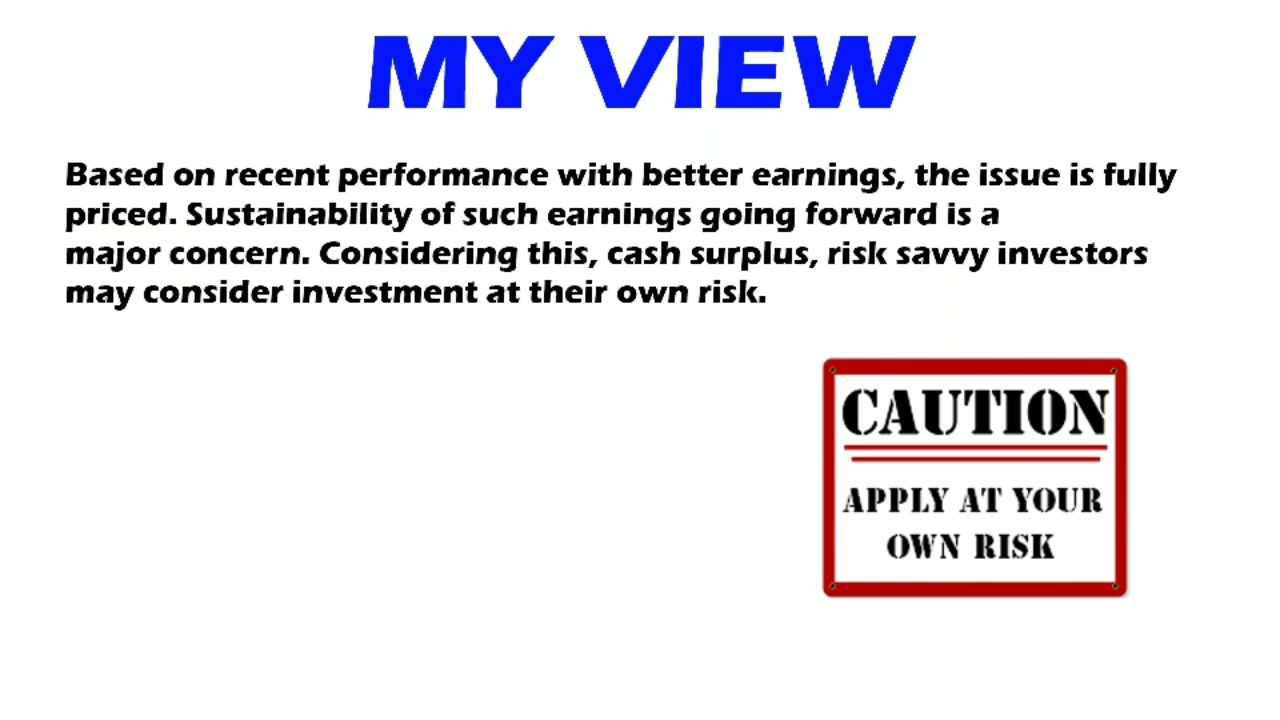 MY VIEW
Based on recent performance with better earnings, the issue is fully
priced. Sustainability of such earnings going forward is a
major concern. Considering this, cash surplus, risk savvy investors
may consider investment at their own risk.
CAUTION
APPLY AT YOUR
OWN RISK